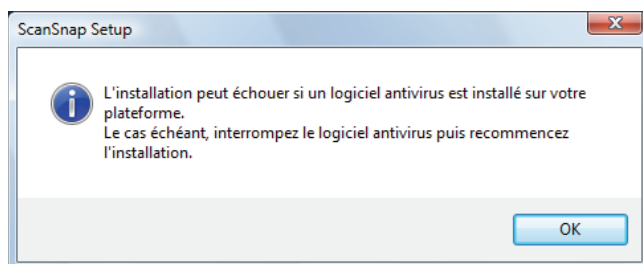 ScanSnap Setup
L'installation peut échouer si un logiciel antivirus est installé sur votre
plateforme.
Le cas échéant, interrompez le logiciel antivirus puis recommencez
l'installation.
OK